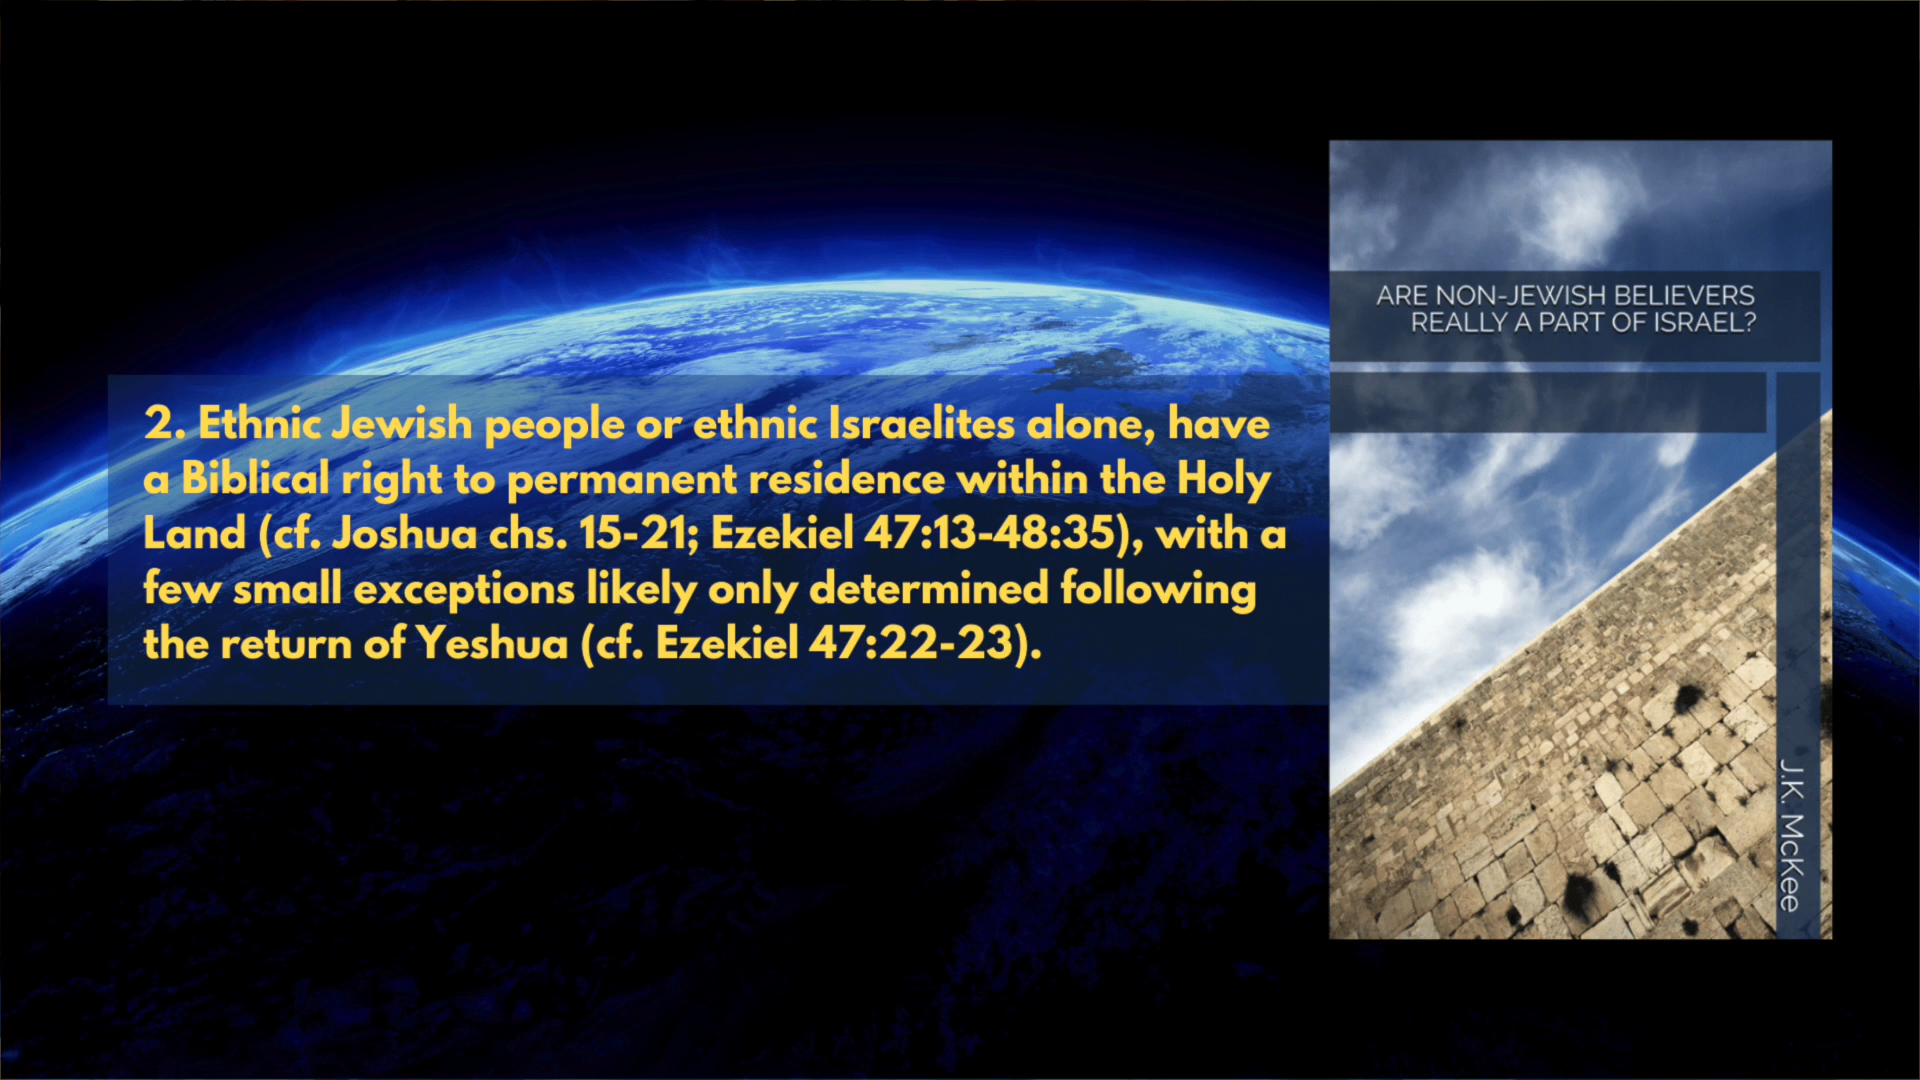 2. Ethnic Jewish people or ethnic Israelites alone, have
a Biblical right to permanent residence within the Holy
Land (cf. Joshua chs. 15-21; Ezekiel 47:13-48:35), with a
few small exceptions likely only determined following
the return of Yeshua (cf. Ezekiel 47:22-23).
ARE NON-JEWISH BELIEVERS
REALLY A PART OF ISRAEL?
J.K. McKee